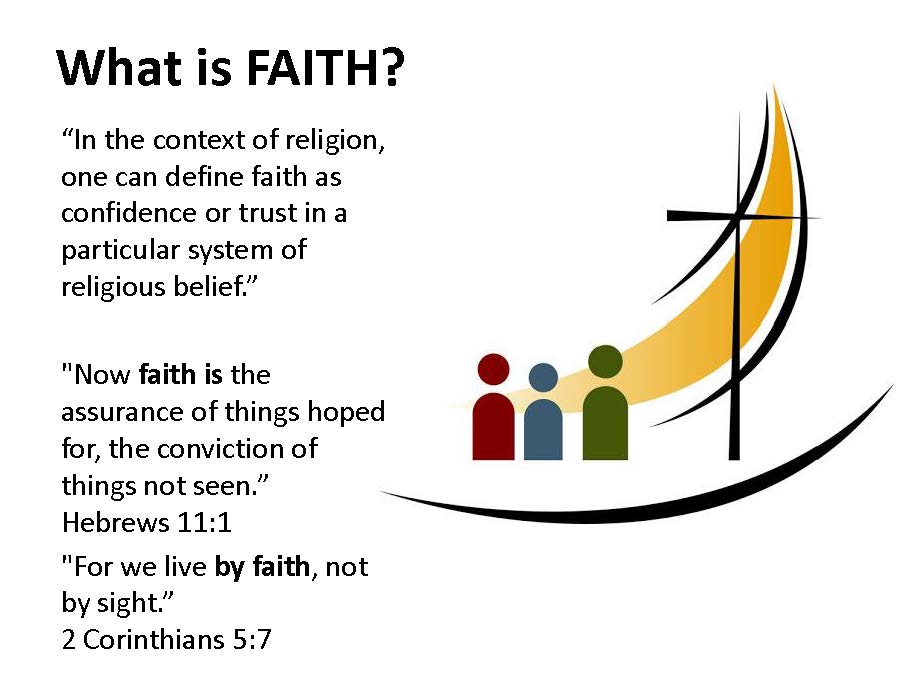 What is FAITH?
“In the context of religion,
one can define faith as
confidence or trust in a
particular system of
religious belief.”
"Now faith is the
assurance of things hoped
for, the conviction of
things not seen.”
Hebrews 11:1
"For we live by faith, not
by sight.”
2 Corinthians 5:7